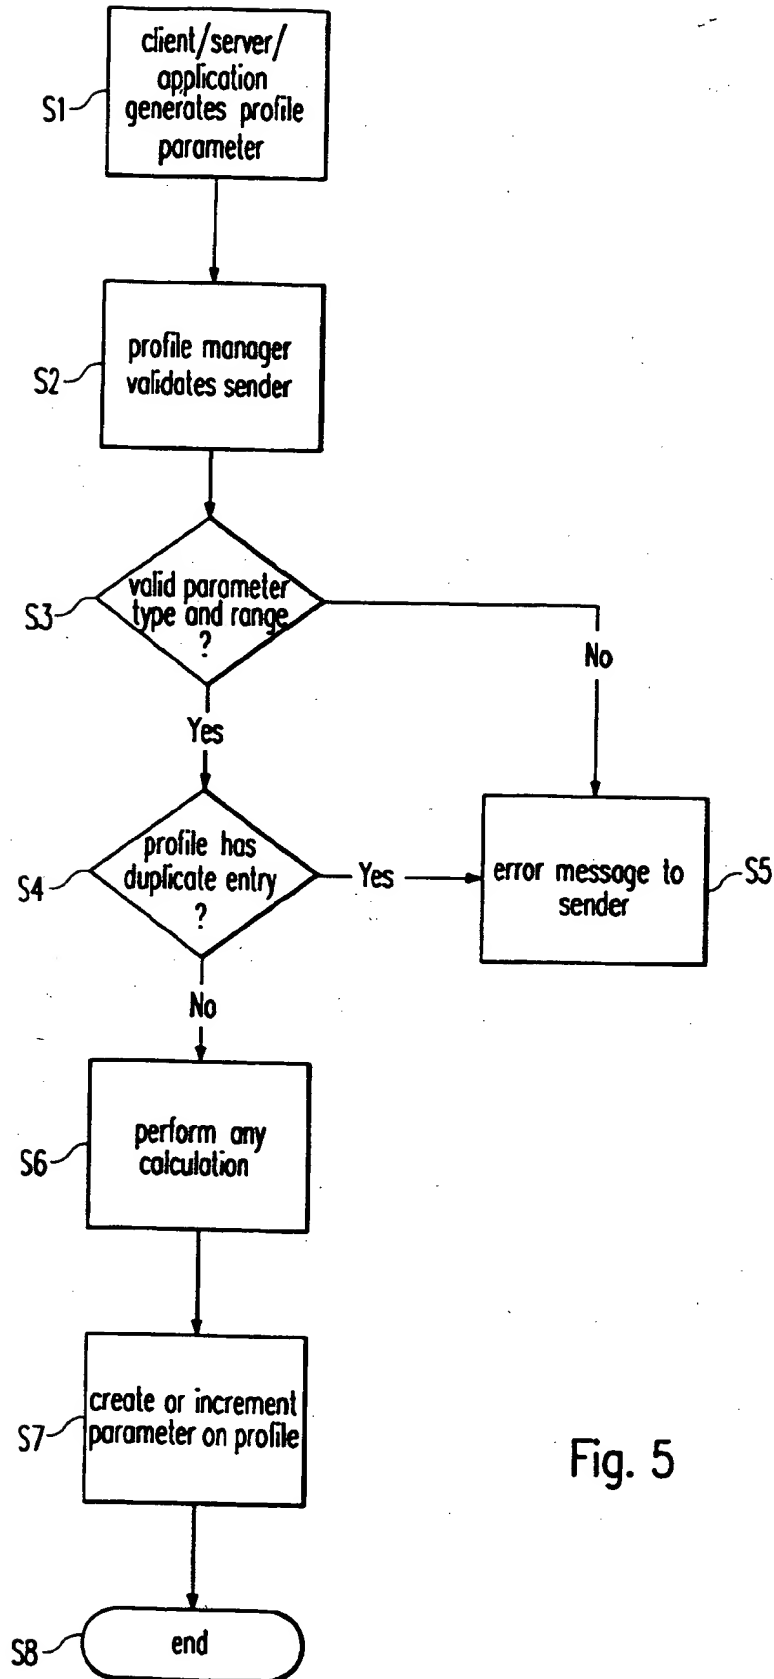 client/server/
application
generates profile
parameter
S1
profile manager
validates sender
S2
valid parameter
type and range
?
S3
No
Yes
profile has
duplicate entry
?
S4
Yes
error message to
sender
S5
No
perform any
calculation
S6
create or increment
parameter on profile
S7
Fig. 5
end
S8